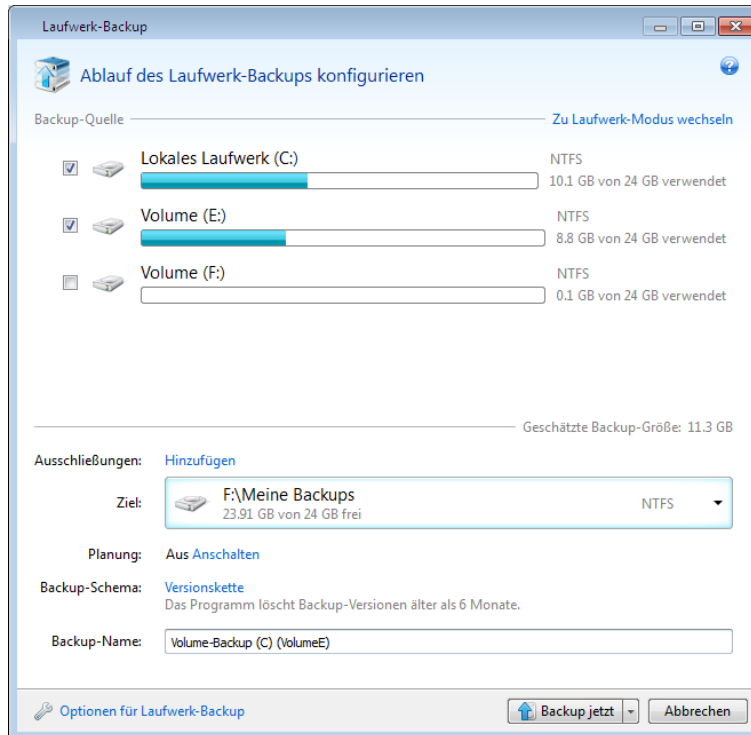 Laufwerk-Backup
Ablauf des Laufwerk-Backups konfigurieren
Backup-Quelle
Zu Laufwerk-Modus wechseln
Lokales Laufwerk (C:)
NTFS
10.1 GB von 24 GB verwendet
Volume (E:)
NTFS
8.8 GB von 24 GB verwendet
Volume (F:)
NTFS
0.1 GB von 24 GB verwendet
Geschätzte Backup-Größe: 11.3 GB
Ausschließungen: Hinzufügen
Ziel: F:\Meine Backups
23.91 GB von 24 GB frei
NTFS
Planung: Aus Anschalten
Backup-Schema: Versionskette
Das Programm löscht Backup-Versionen älter als 6 Monate.
Backup-Name: Volume-Backup (C) (VolumeE)
Optionen für Laufwerk-Backup
Backup jetzt
Abbrechen